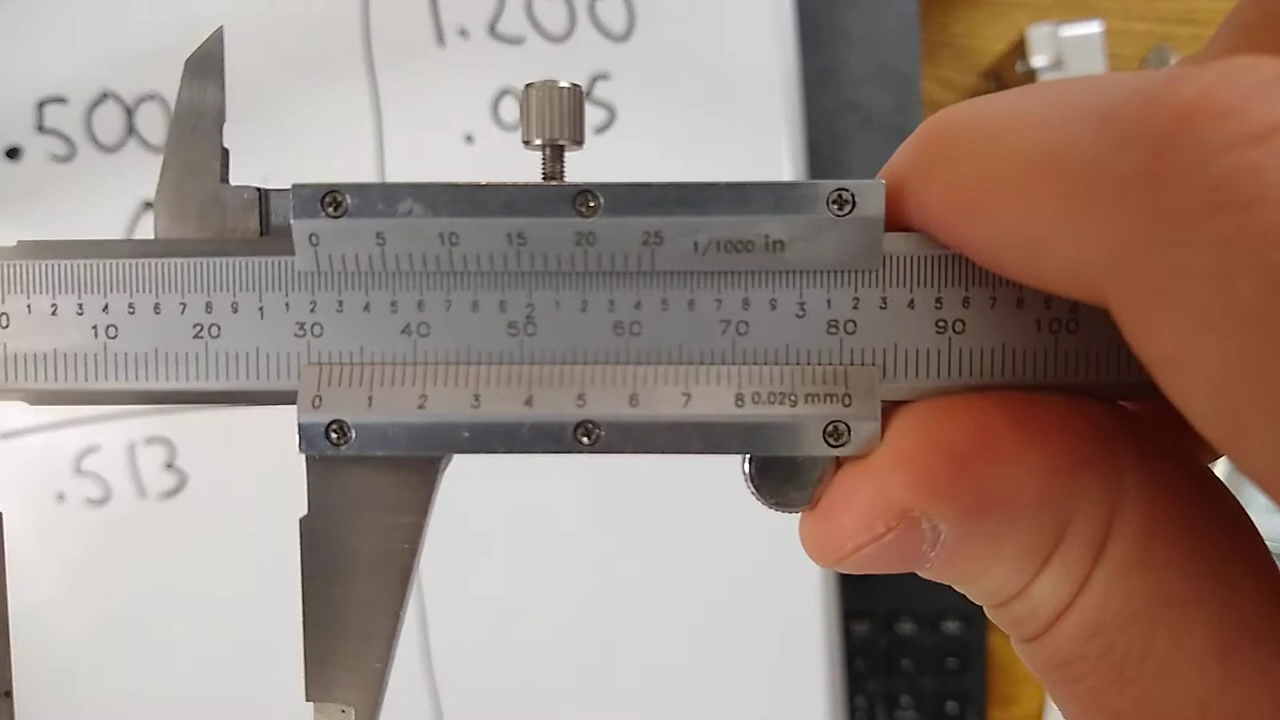 1.200
.500
0 5 10 15 20 25 1/1000 in
0 1 2 3 4 5 6 7 8 9 1 1 2 3 4 5 6 7 8 9 2 1 2 3 4 5 6 7 8 9 3 1 2 3 4 5 6 7 8 9 4
10 20 30 40 50 60 70 80 90 100
0 1 2 3 4 5 6 7 8 0.029 mm 0
.513